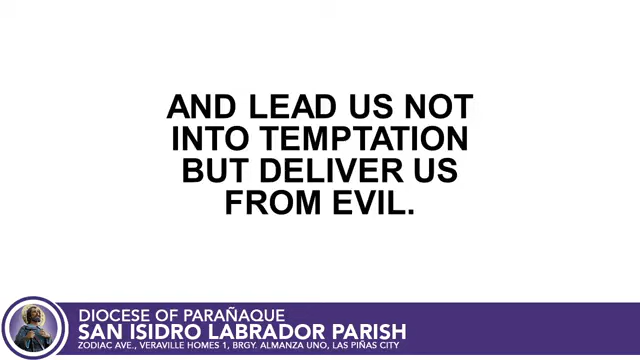 AND LEAD US NOT
INTO TEMPTATION
BUT DELIVER US
FROM EVIL.
DIOCESE OF PARAÑAQUE
SAN ISIDRO LABRADOR PARISH
ZODIAC AVE., VERAVILLE HOMES 1, BRGY. ALMANZA UNO, LAS PIÑAS CITY